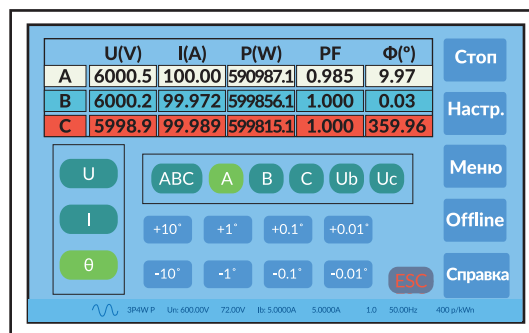 U(V) I(A) P(W) PF Φ(°)
A 6000.5 100.00 590987.1 0.985 9.97
B 6000.2 99.972 599856.1 1.000 0.03
C 5998.9 99.989 599815.1 1.000 359.96
Стоп
Настр.
Меню
Offline
Справка
U
I
θ
ABC A B C Ub Uc
+10° +1° +0.1° +0.01°
-10° -1° -0.1° -0.01°
ESC
3P4W P Un: 600.00V 72.00V Ib: 5.0000A 5.0000A 1.0 50.00Hz 400 p/kWn